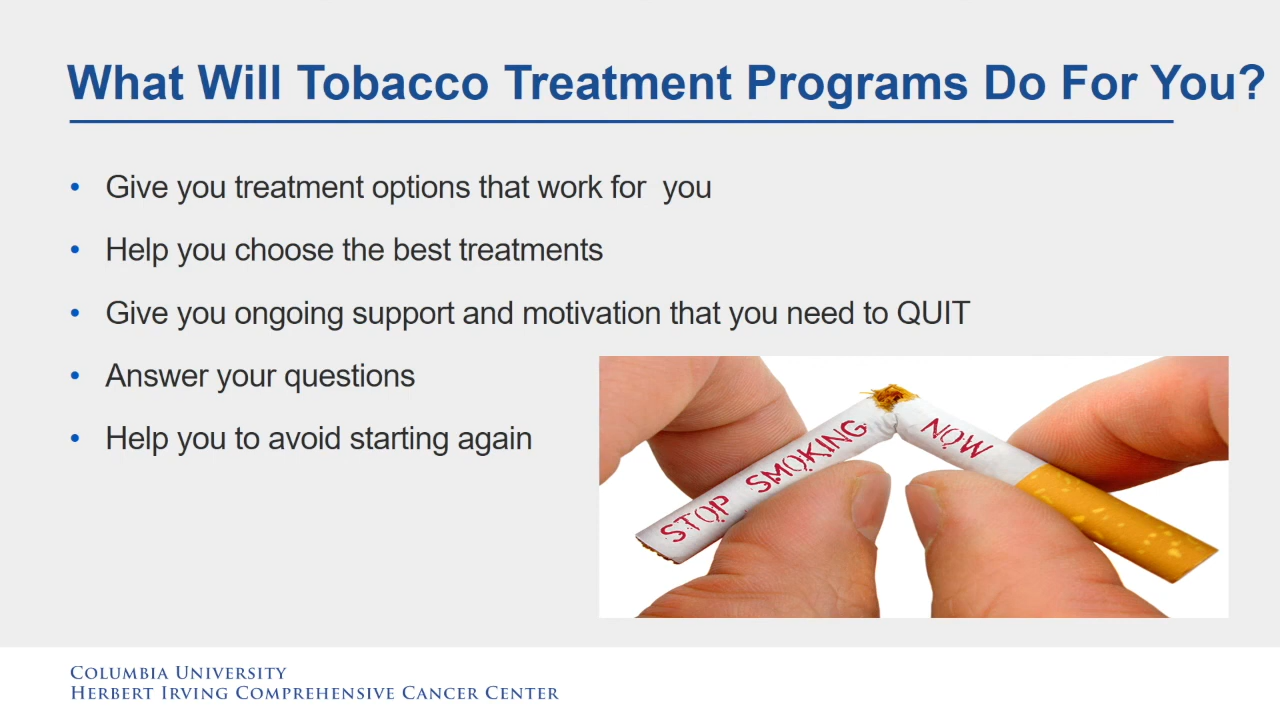 What Will Tobacco Treatment Programs Do For You?
• Give you treatment options that work for  you
• Help you choose the best treatments
• Give you ongoing support and motivation that you need to QUIT
• Answer your questions
• Help you to avoid starting again
STOP SMOKING NOW
COLUMBIA UNIVERSITY
HERBERT IRVING COMPREHENSIVE CANCER CENTER